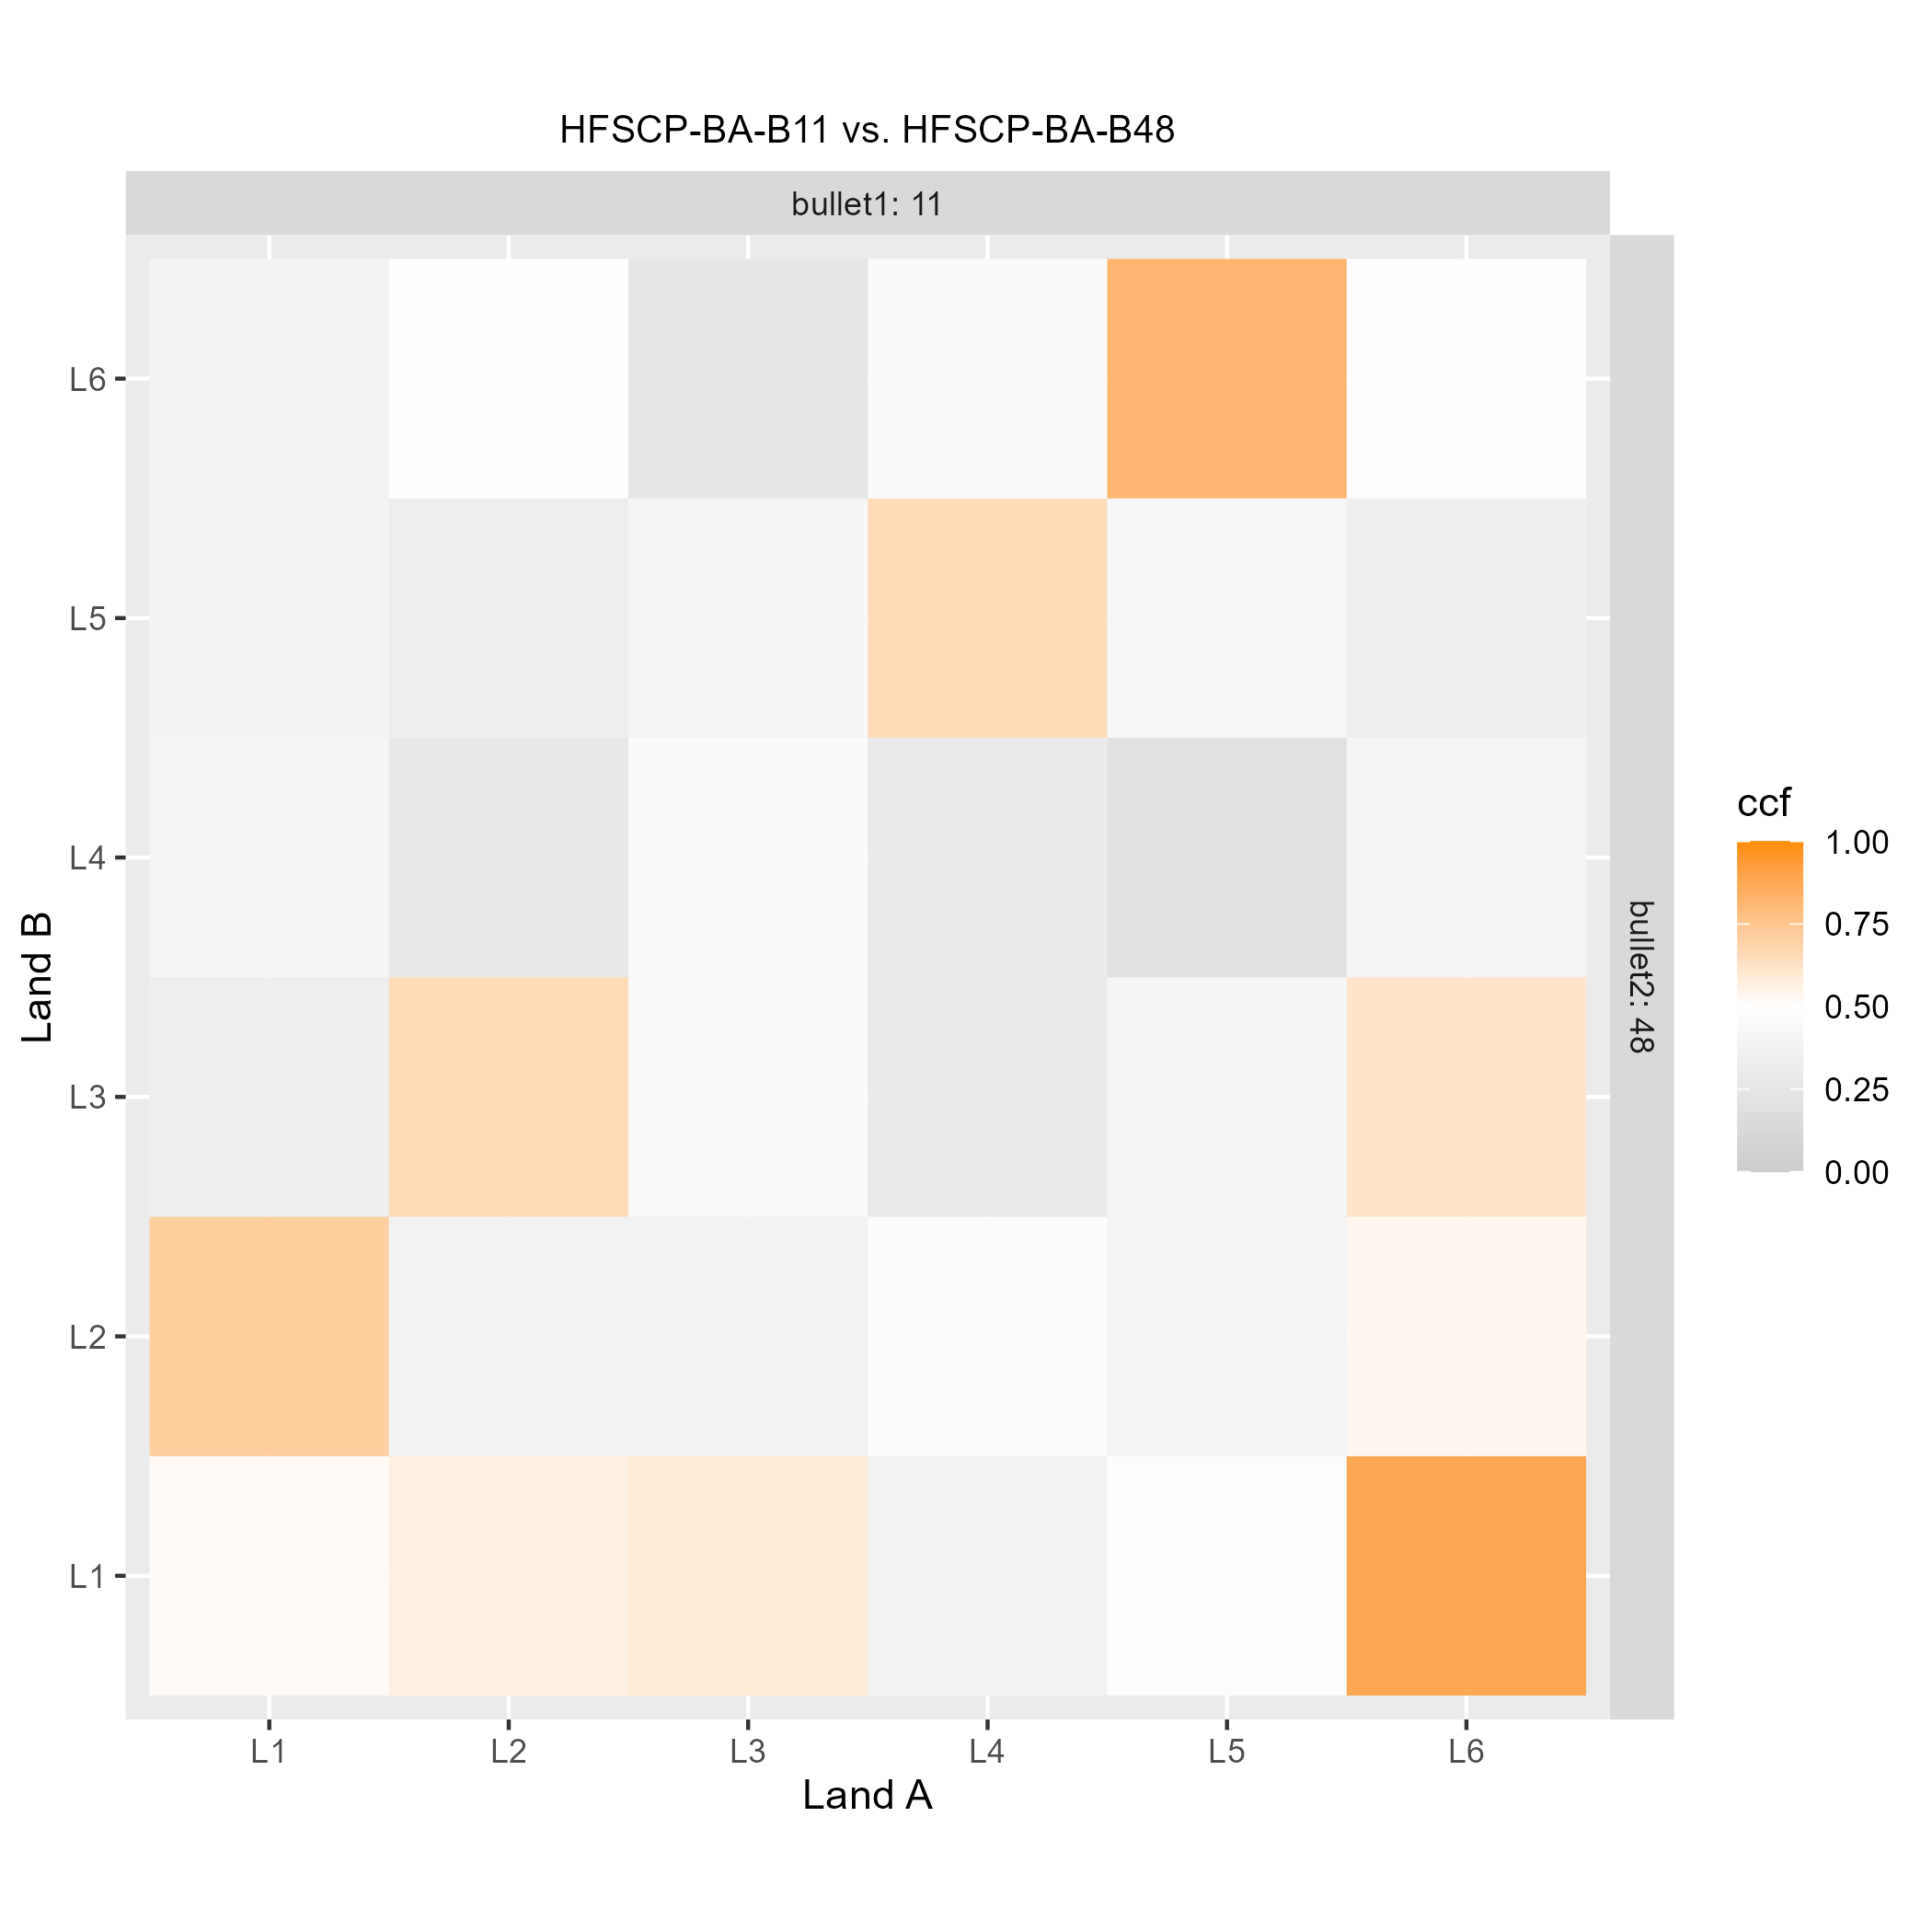 HFSCP-BA-B11 vs. HFSCP-BA-B48
bullet1: 11
L6
L5
L4
L3
L2
L1
Land B
bullet2: 48
L1 L2 L3 L4 L5 L6
Land A
ccf
1.00
0.75
0.50
0.25
0.00